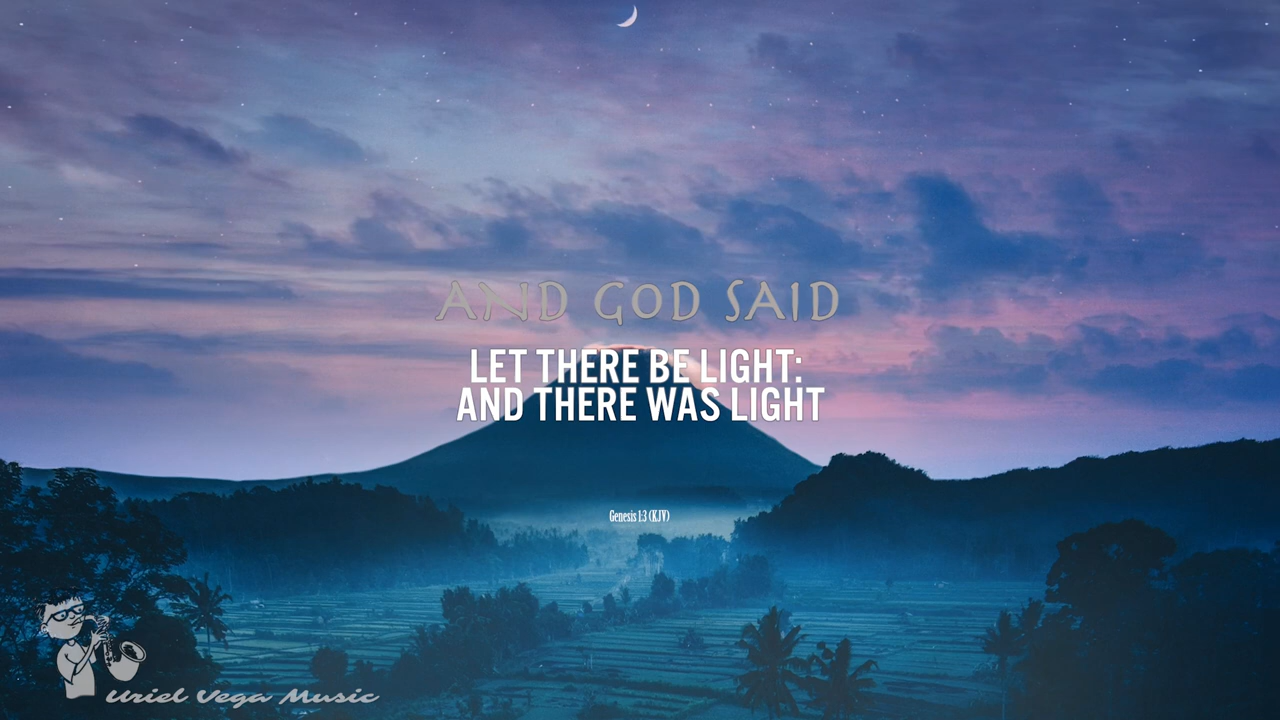 AND GOD SAID
LET THERE BE LIGHT:
AND THERE WAS LIGHT
Genesis 1:3 (KJV)
Uriel Vega Music